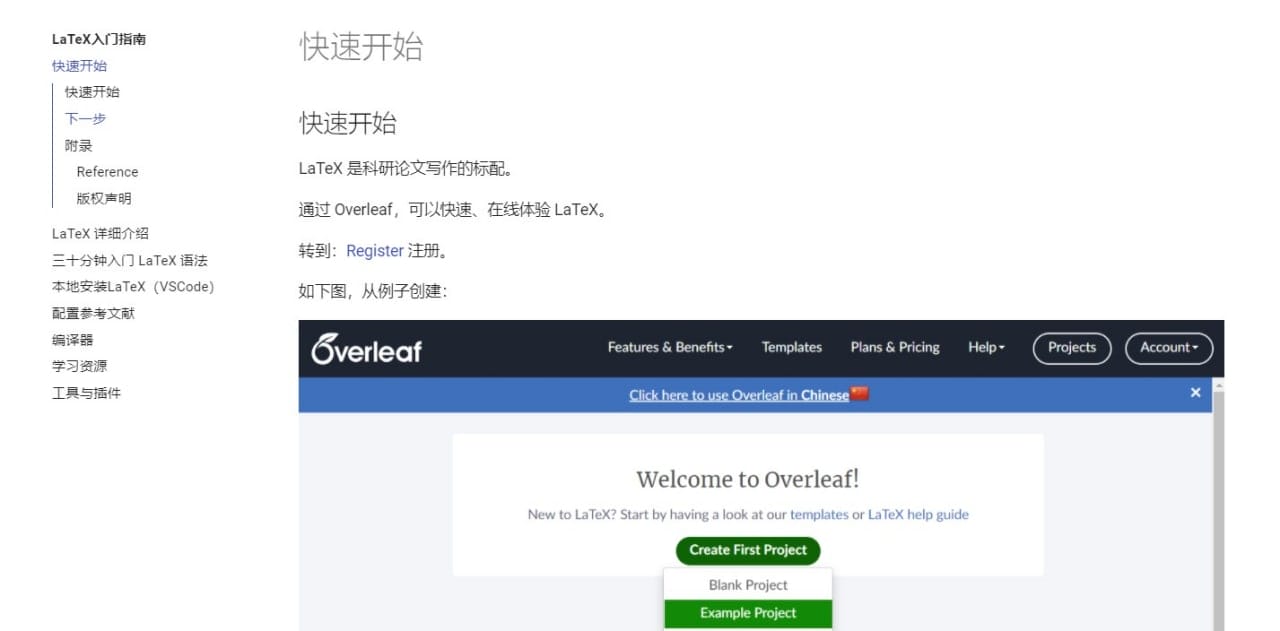 LaTeX入门指南
快速开始
快速开始
下一步
附录
Reference
版权声明
LaTeX 详细介绍
三十分钟入门 LaTeX 语法
本地安装LaTeX（VSCode）
配置参考文献
编译器
学习资源
工具与插件
快速开始
快速开始
LaTeX 是科研论文写作的标配。
通过 Overleaf，可以快速、在线体验 LaTeX。
转到：Register 注册。
如下图，从例子创建：
Overleaf Features & Benefits Templates Plans & Pricing Help Projects Account
Click here to use Overleaf in Chinese ×
Welcome to Overleaf!
New to LaTeX? Start by having a look at our templates or LaTeX help guide
Create First Project
Blank Project
Example Project